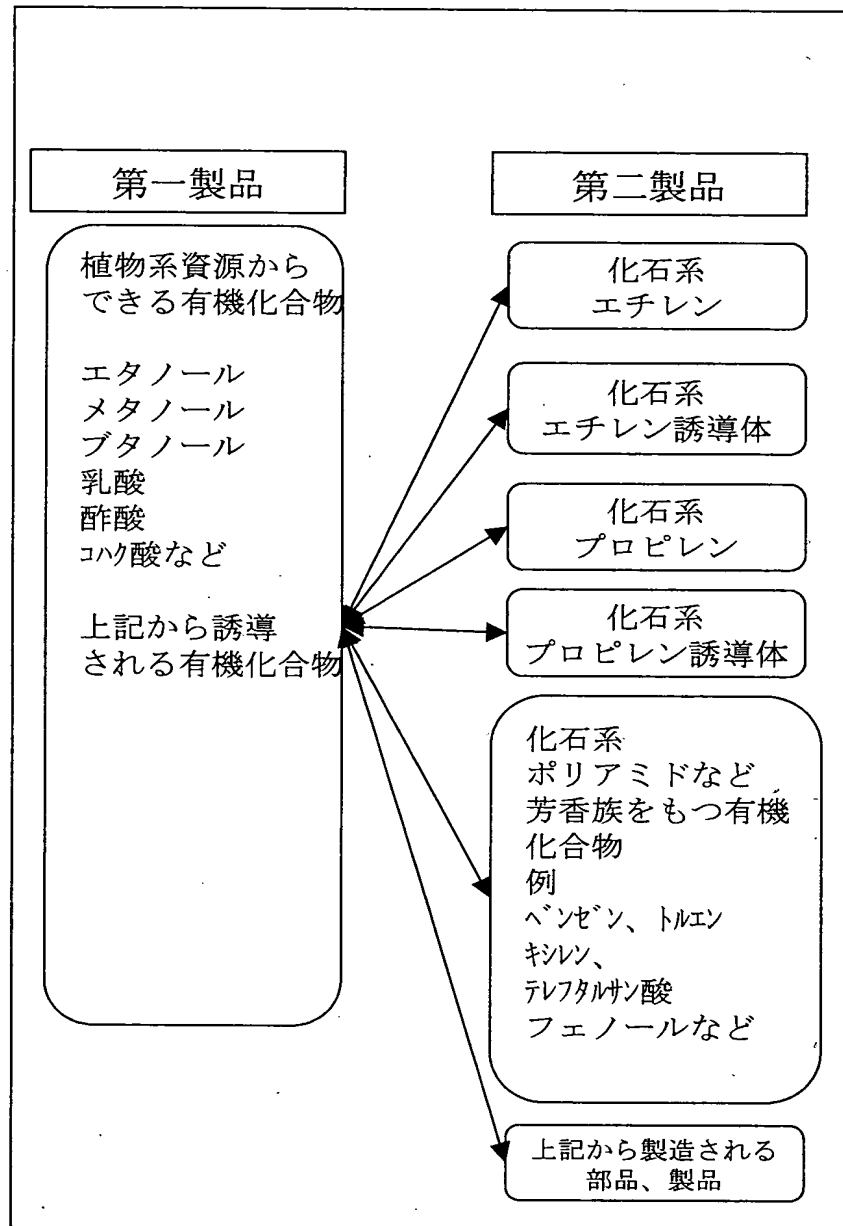 第一製品
植物系資源から
できる有機化合物
エタノール
メタノール
ブタノール
乳酸
酢酸
ｺﾊｸ酸など
上記から誘導
される有機化合物
第二製品
化石系
エチレン
化石系
エチレン誘導体
化石系
プロピレン
化石系
プロピレン誘導体
化石系
ポリアミドなど
芳香族をもつ有機
化合物
例
ﾍﾞﾝｾﾞﾝ、ﾄﾙｴﾝ
ｷｼﾚﾝ、
ﾃﾚﾌﾀﾙｻﾝ酸
フェノールなど
上記から製造される
部品、製品